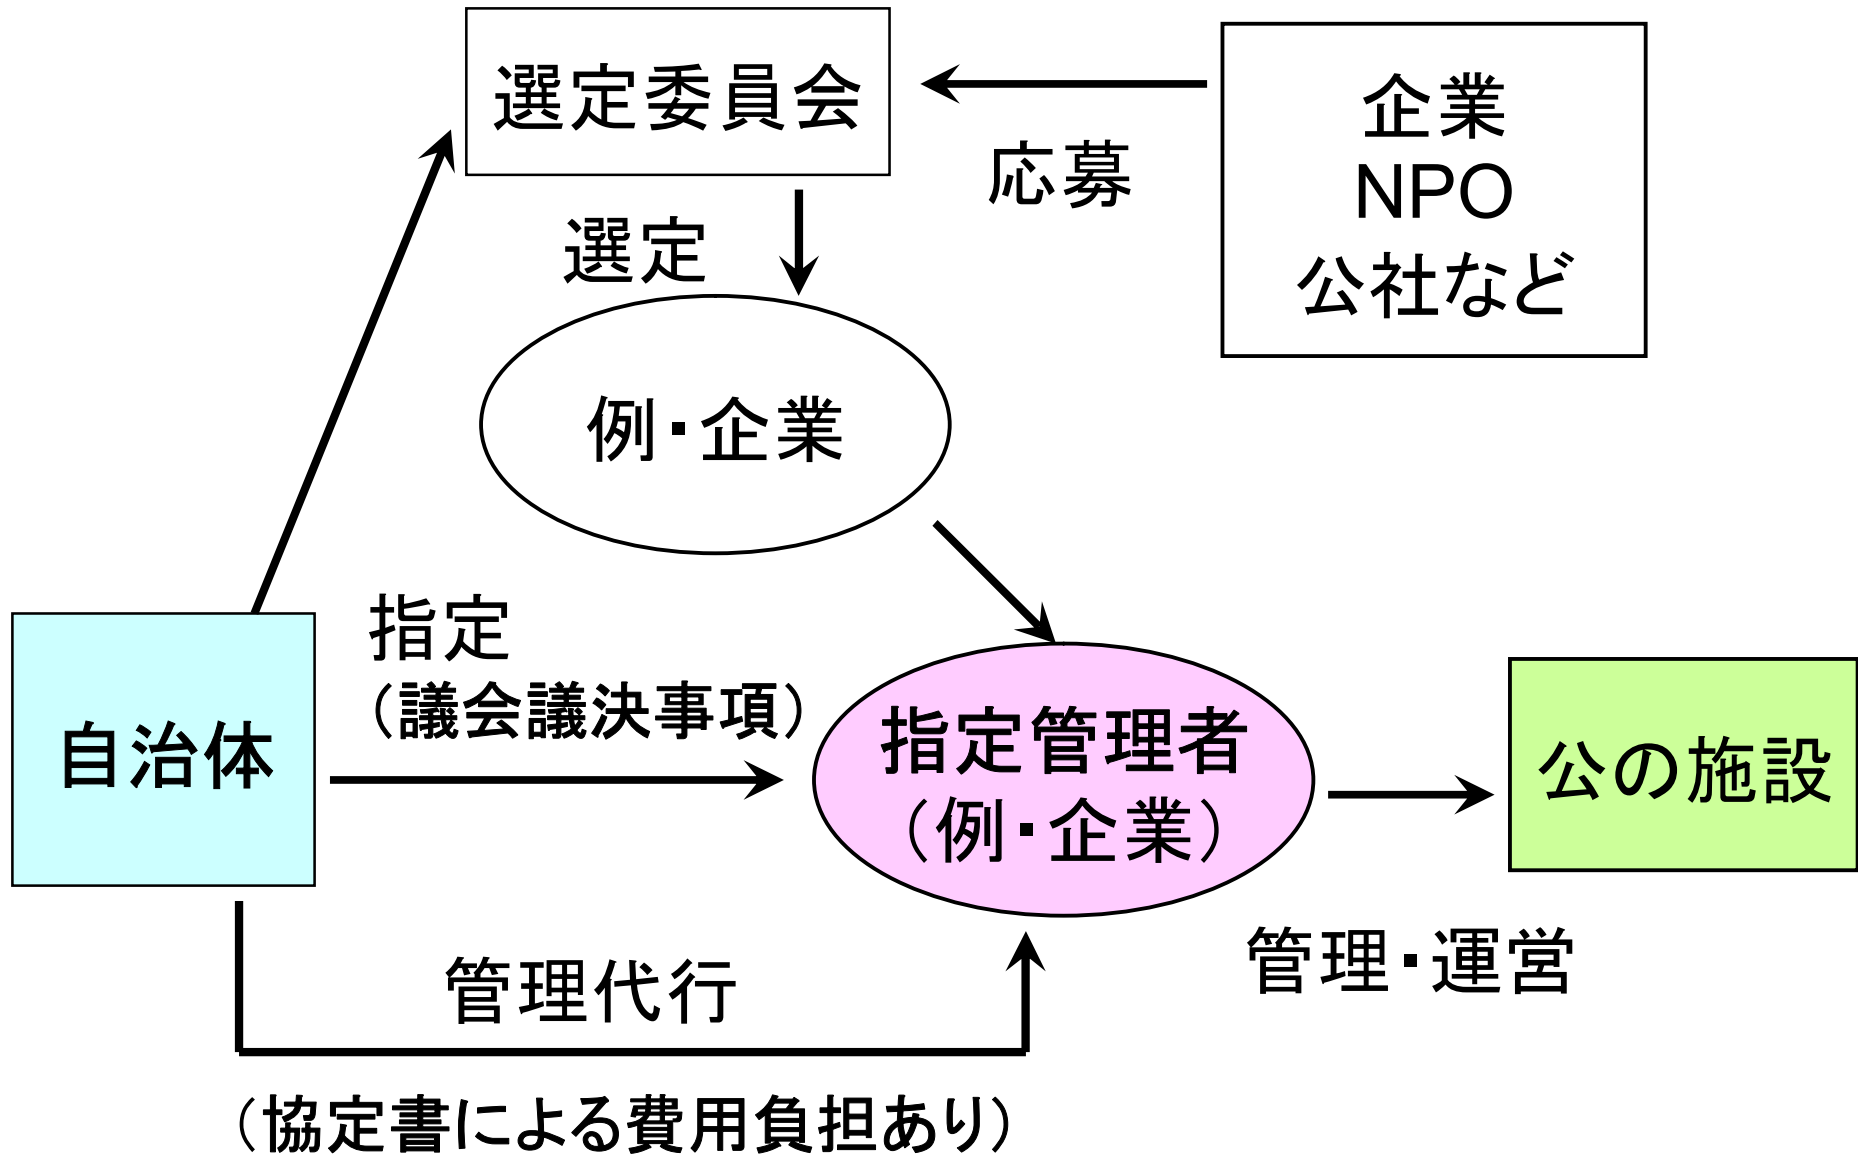 選定委員会
企業
NPO
公社など
応募
選定
例・企業
指定
（議会議決事項）
自治体
指定管理者
（例・企業）
公の施設
管理・運営
管理代行
（協定書による費用負担あり）